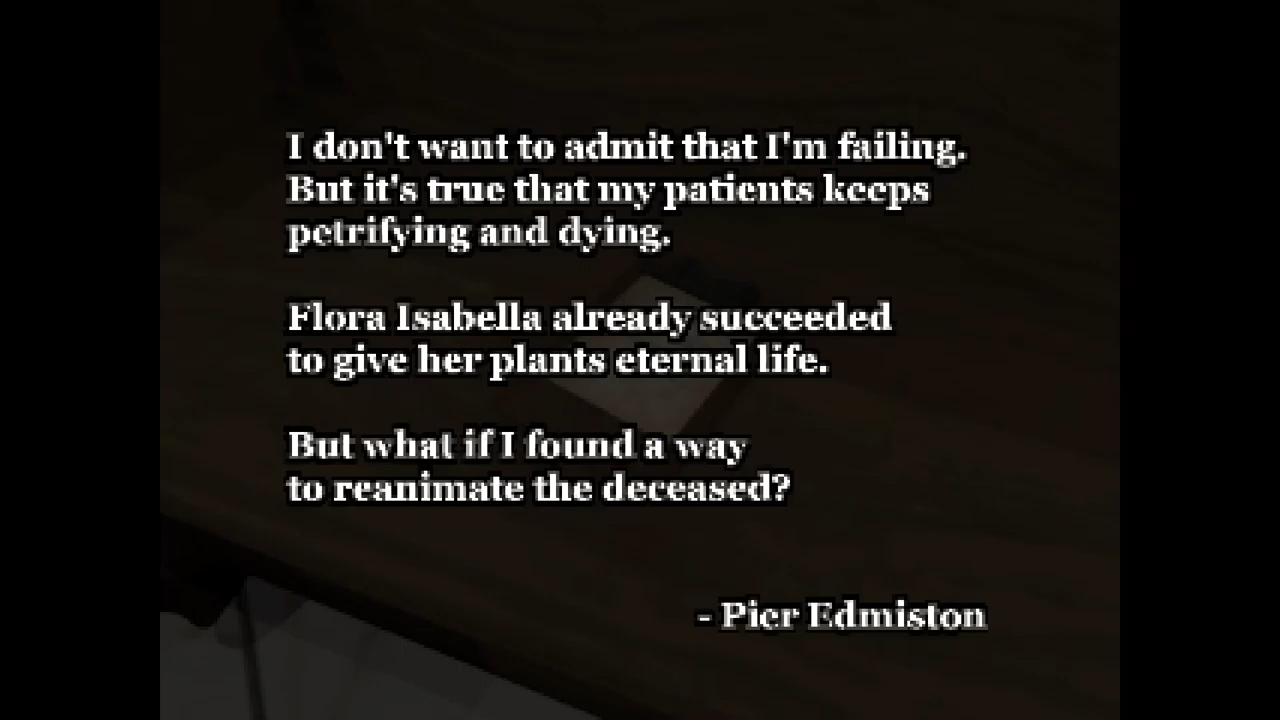 I don't want to admit that I'm failing.
But it's true that my patients keeps
petrifying and dying.
Flora Isabella already succeeded
to give her plants eternal life.
But what if I found a way
to reanimate the deceased?
- Pier Edmiston